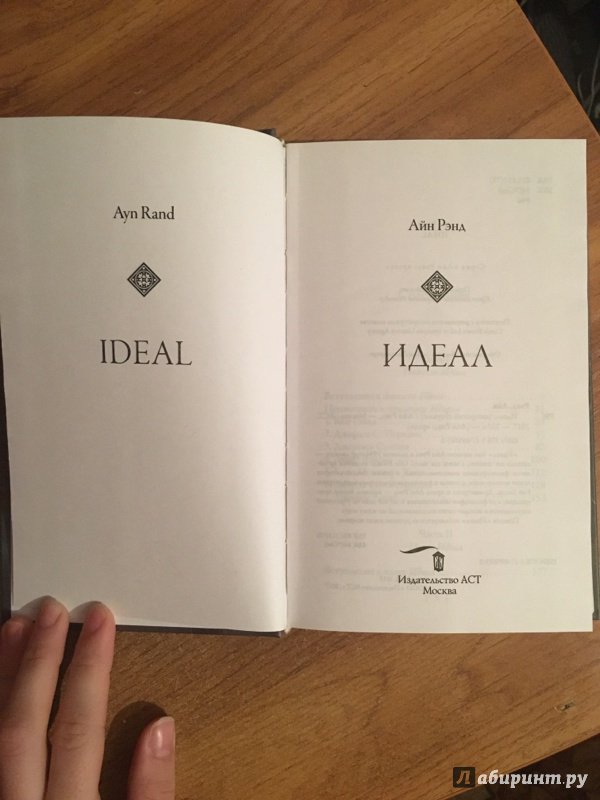 Ayn Rand
IDEAL
Айн Рэнд
ИДЕАЛ
Издательство АСТ
Москва
Лабиринт.ру